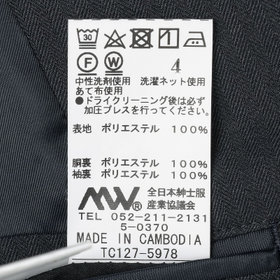 30
F W 4
中性洗剤使用 洗濯ネット使用
あて布使用
●ドライクリーニング後は必ず
加圧プレスを行ってください。
表地 ポリエステル 100%
胴裏 ポリエステル 100%
袖裏 ポリエステル 100%
MW 全日本紳士服
産業協議会
TEL 052-211-2131
5-0370
MADE IN CAMBODIA
TC127-5978